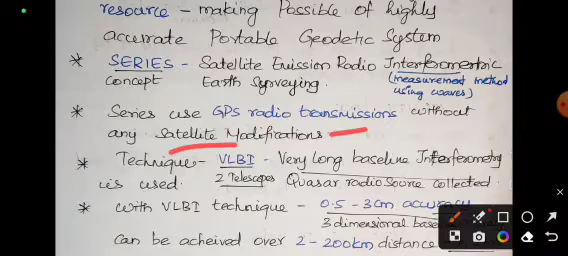 resource - making Possible of highly
accurate Portable Geodetic System
* SERIES - Satellite Emission Radio Interferometric
concept Earth Syrveying. (measurement method
using waves)
* Series use GPS radio transmissions without
any Satellite Modifications
* Technique - VLBI - Very Long baseline Interferometry
is used. 2 Telescopes Quasar radio Source collected.
* with VLBI technique - 0.5 - 3cm accuracy
3 dimensional base
can be acheived over 2 - 200km distance